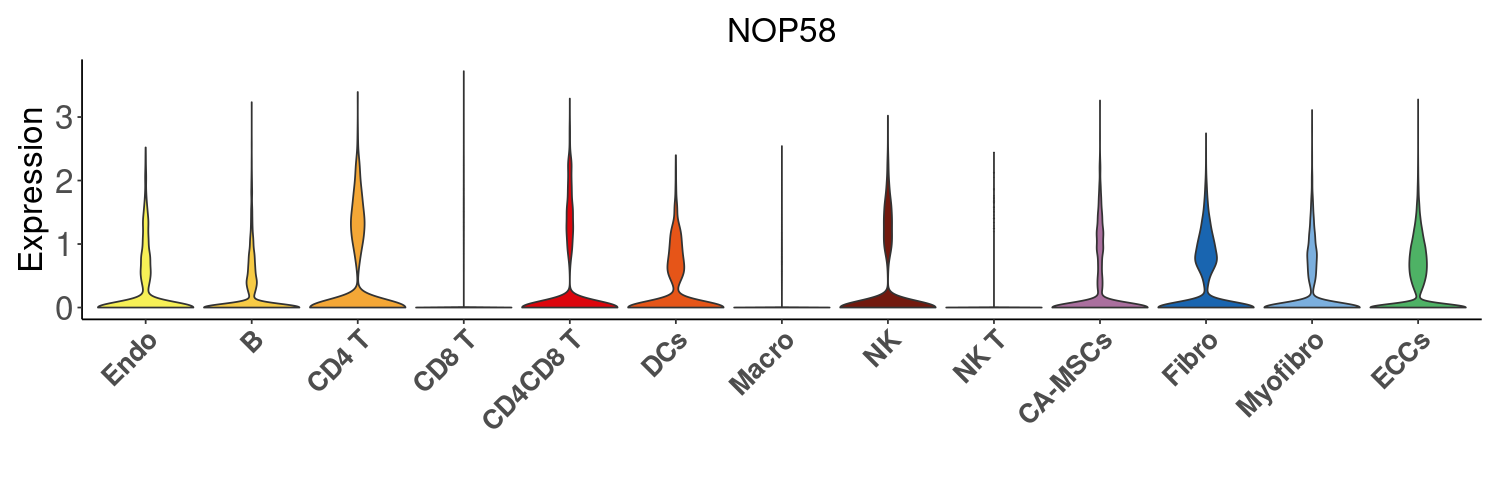 NOP58
Expression
3
2
1
0
Endo
B
CD4 T
CD8 T
CD4CD8 T
DCs
Macro
NK
NK T
CA-MSCs
Fibro
Myofibro
ECCs